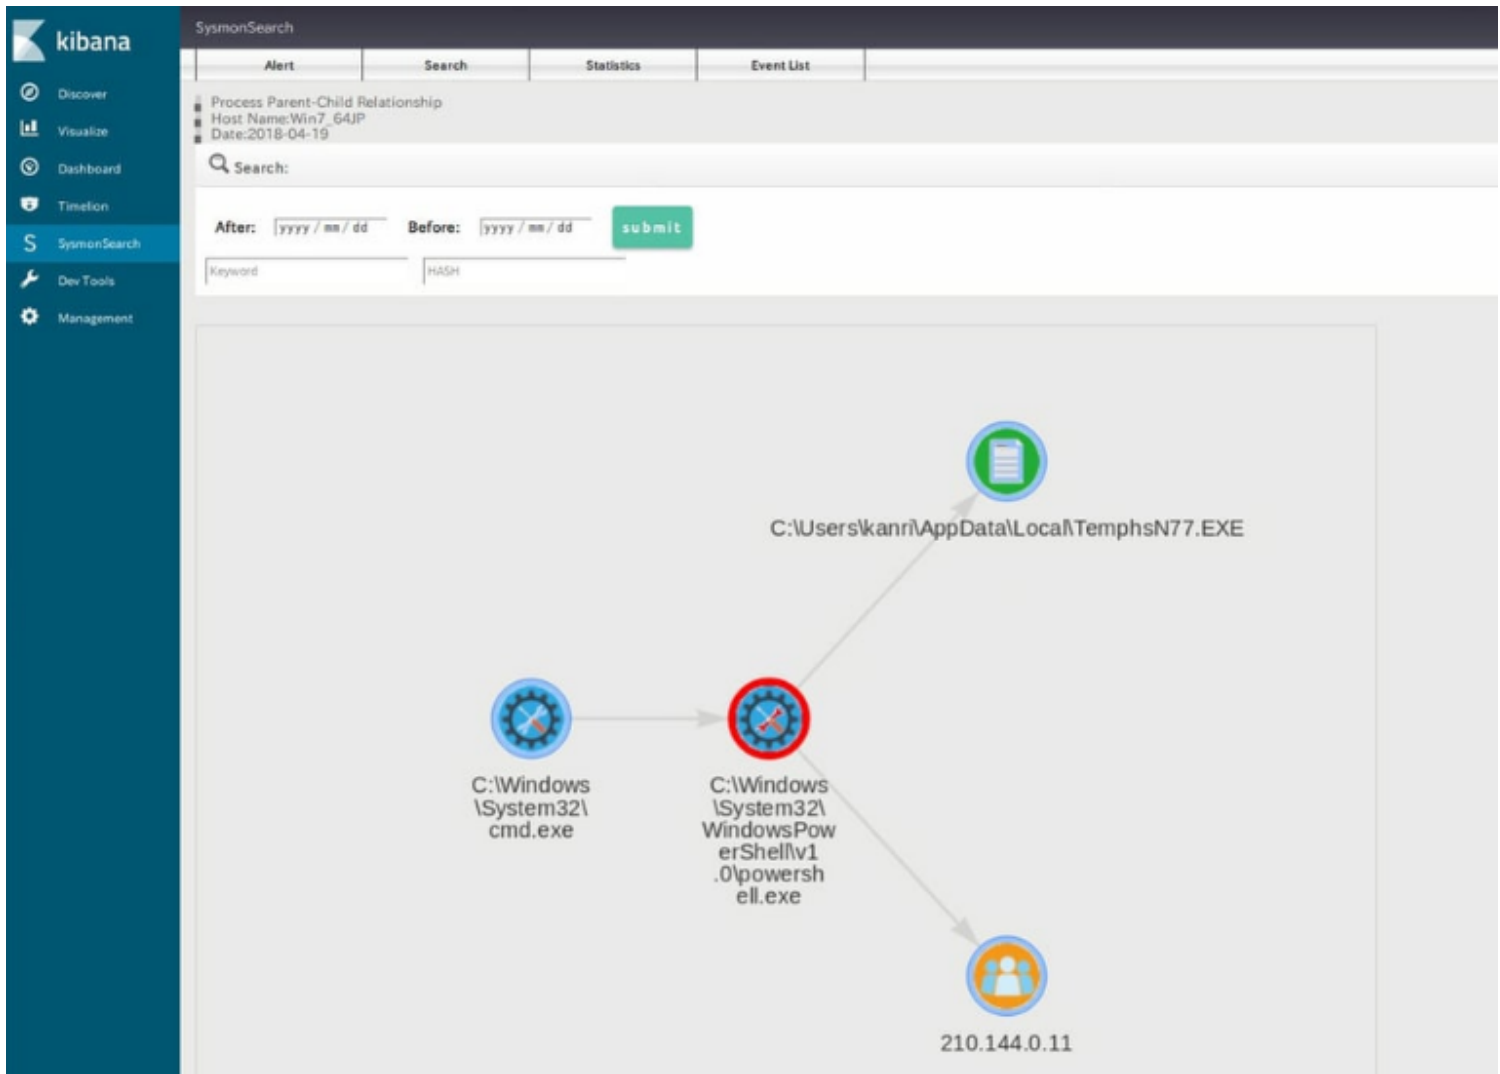 kibana
Discover
Visualize
Dashboard
Timelion
S SysmonSearch
Dev Tools
Management
SysmonSearch
Alert Search Statistics Event List
Process Parent-Child Relationship
Host Name:Win7_64JP
Date:2018-04-19
Search:
After: yyyy / mm / dd Before: yyyy / mm / dd submit
Keyword HASH
C:\Users\kanri\AppData\Local\TemphsN77.EXE
C:\Windows
\System32\
cmd.exe
C:\Windows
\System32\
WindowsPow
erShell\v1
.0\powersh
ell.exe
210.144.0.11